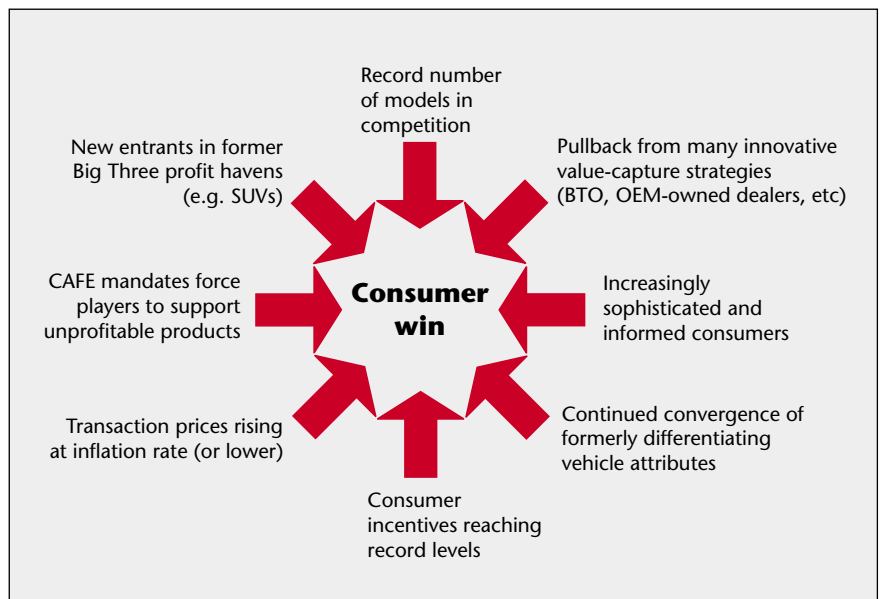 Record number
of models in
competition
New entrants in former
Big Three profit havens
(e.g. SUVs)
Pullback from many innovative
value-capture strategies
(BTO, OEM-owned dealers, etc)
CAFE mandates force
players to support
unprofitable products
Consumer
win
Increasingly
sophisticated and
informed consumers
Transaction prices rising
at inflation rate (or lower)
Continued convergence of
formerly differentiating
vehicle attributes
Consumer
incentives reaching
record levels